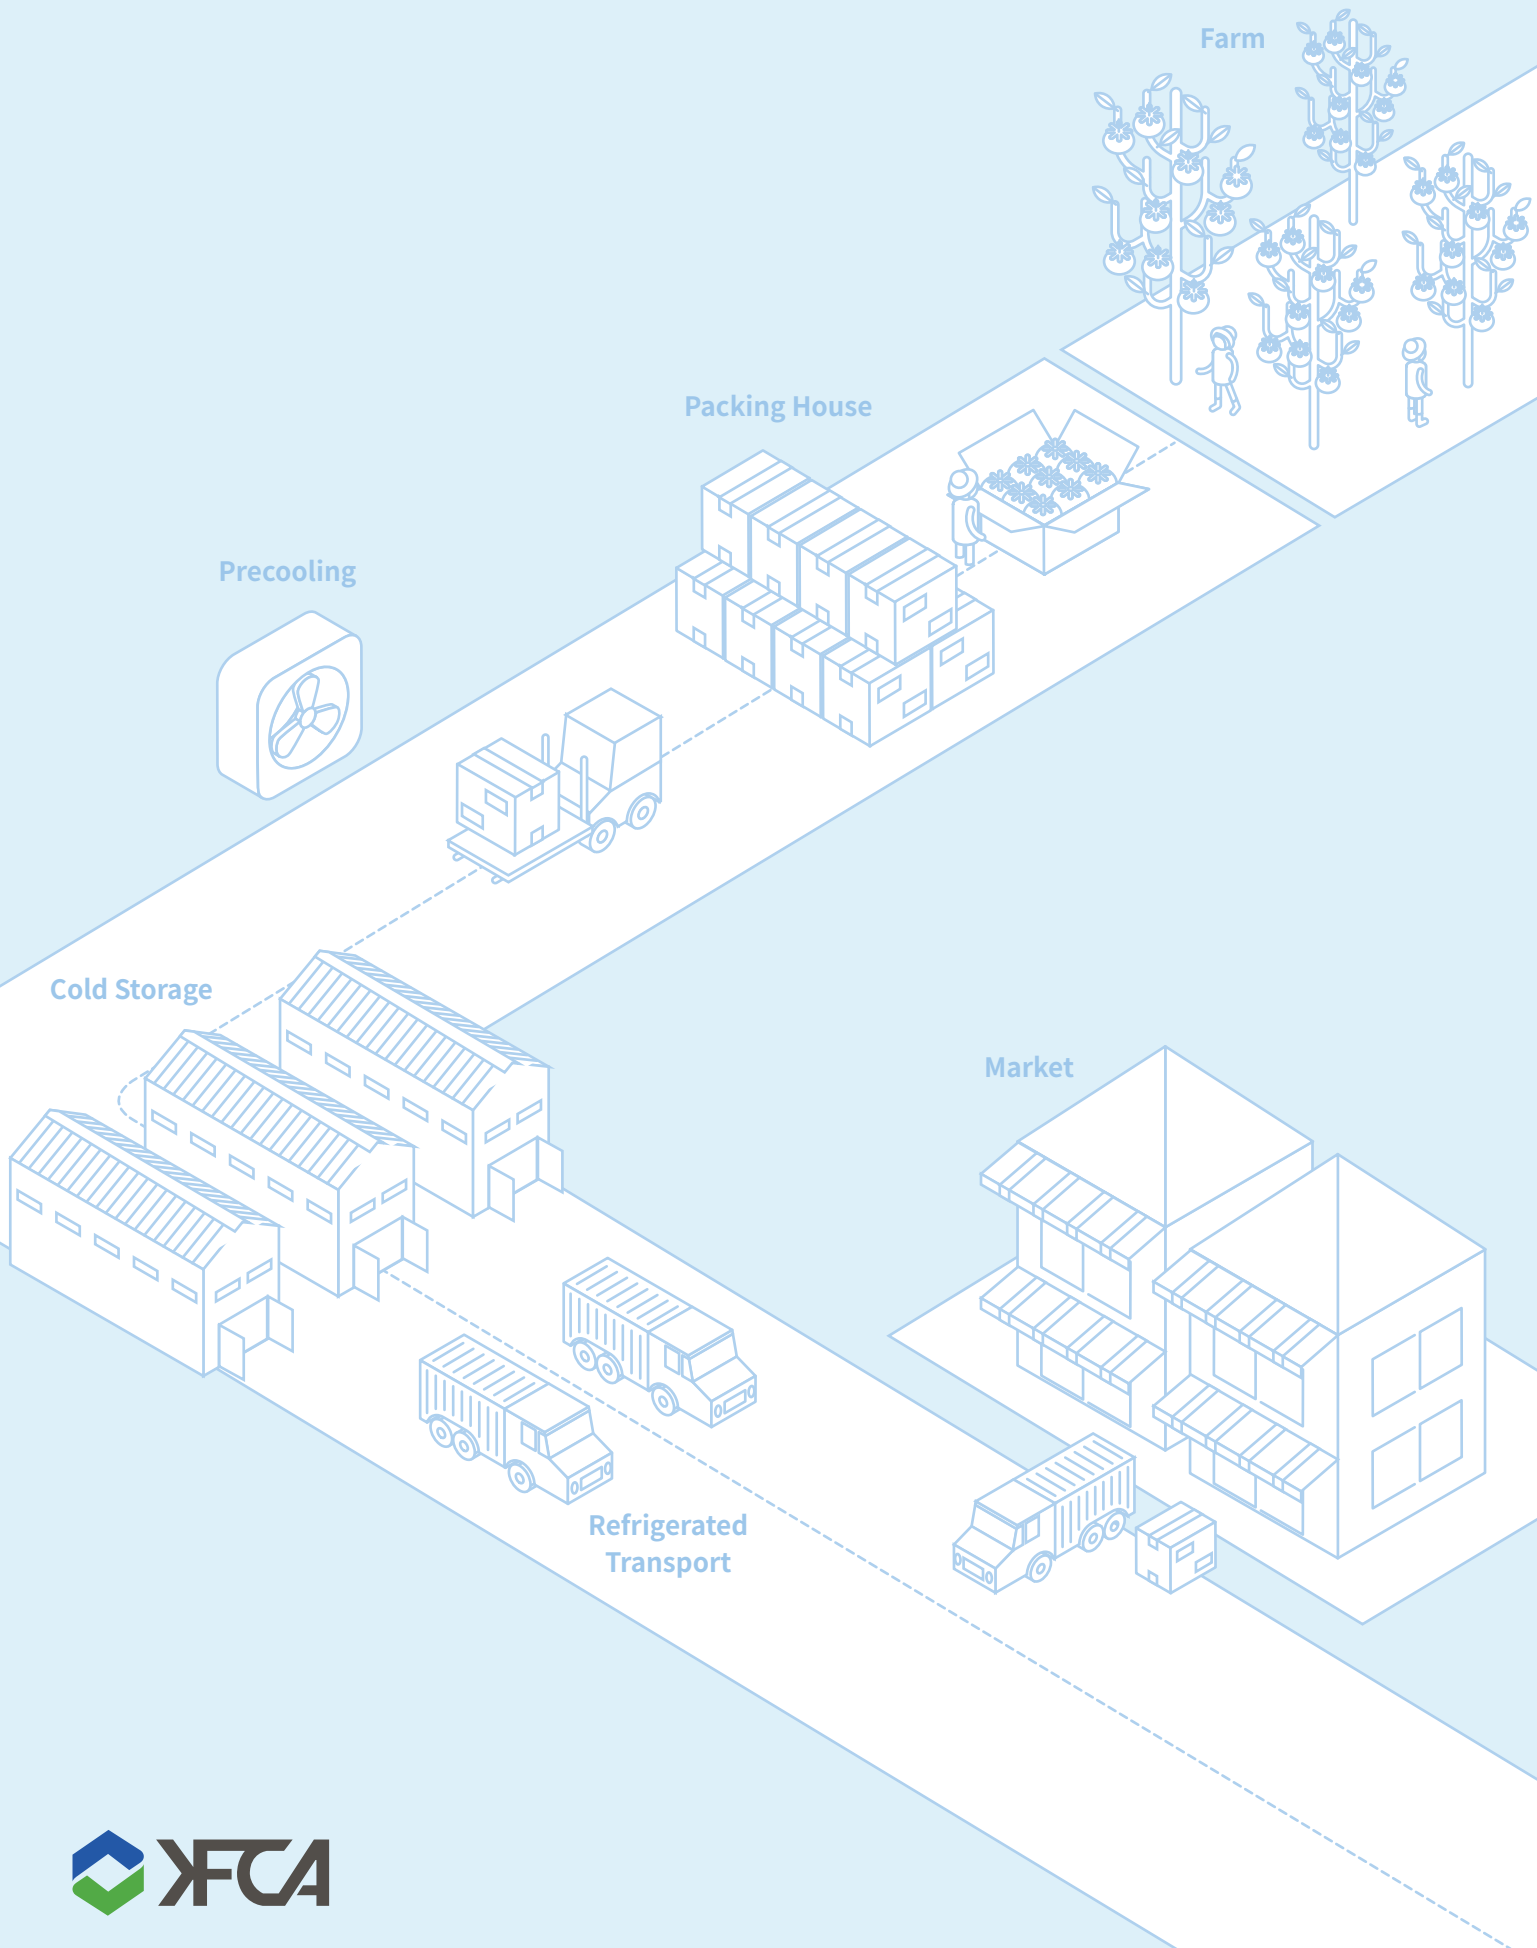 Farm
Packing House
Precooling
Cold Storage
Market
Refrigerated
Transport
KFCA